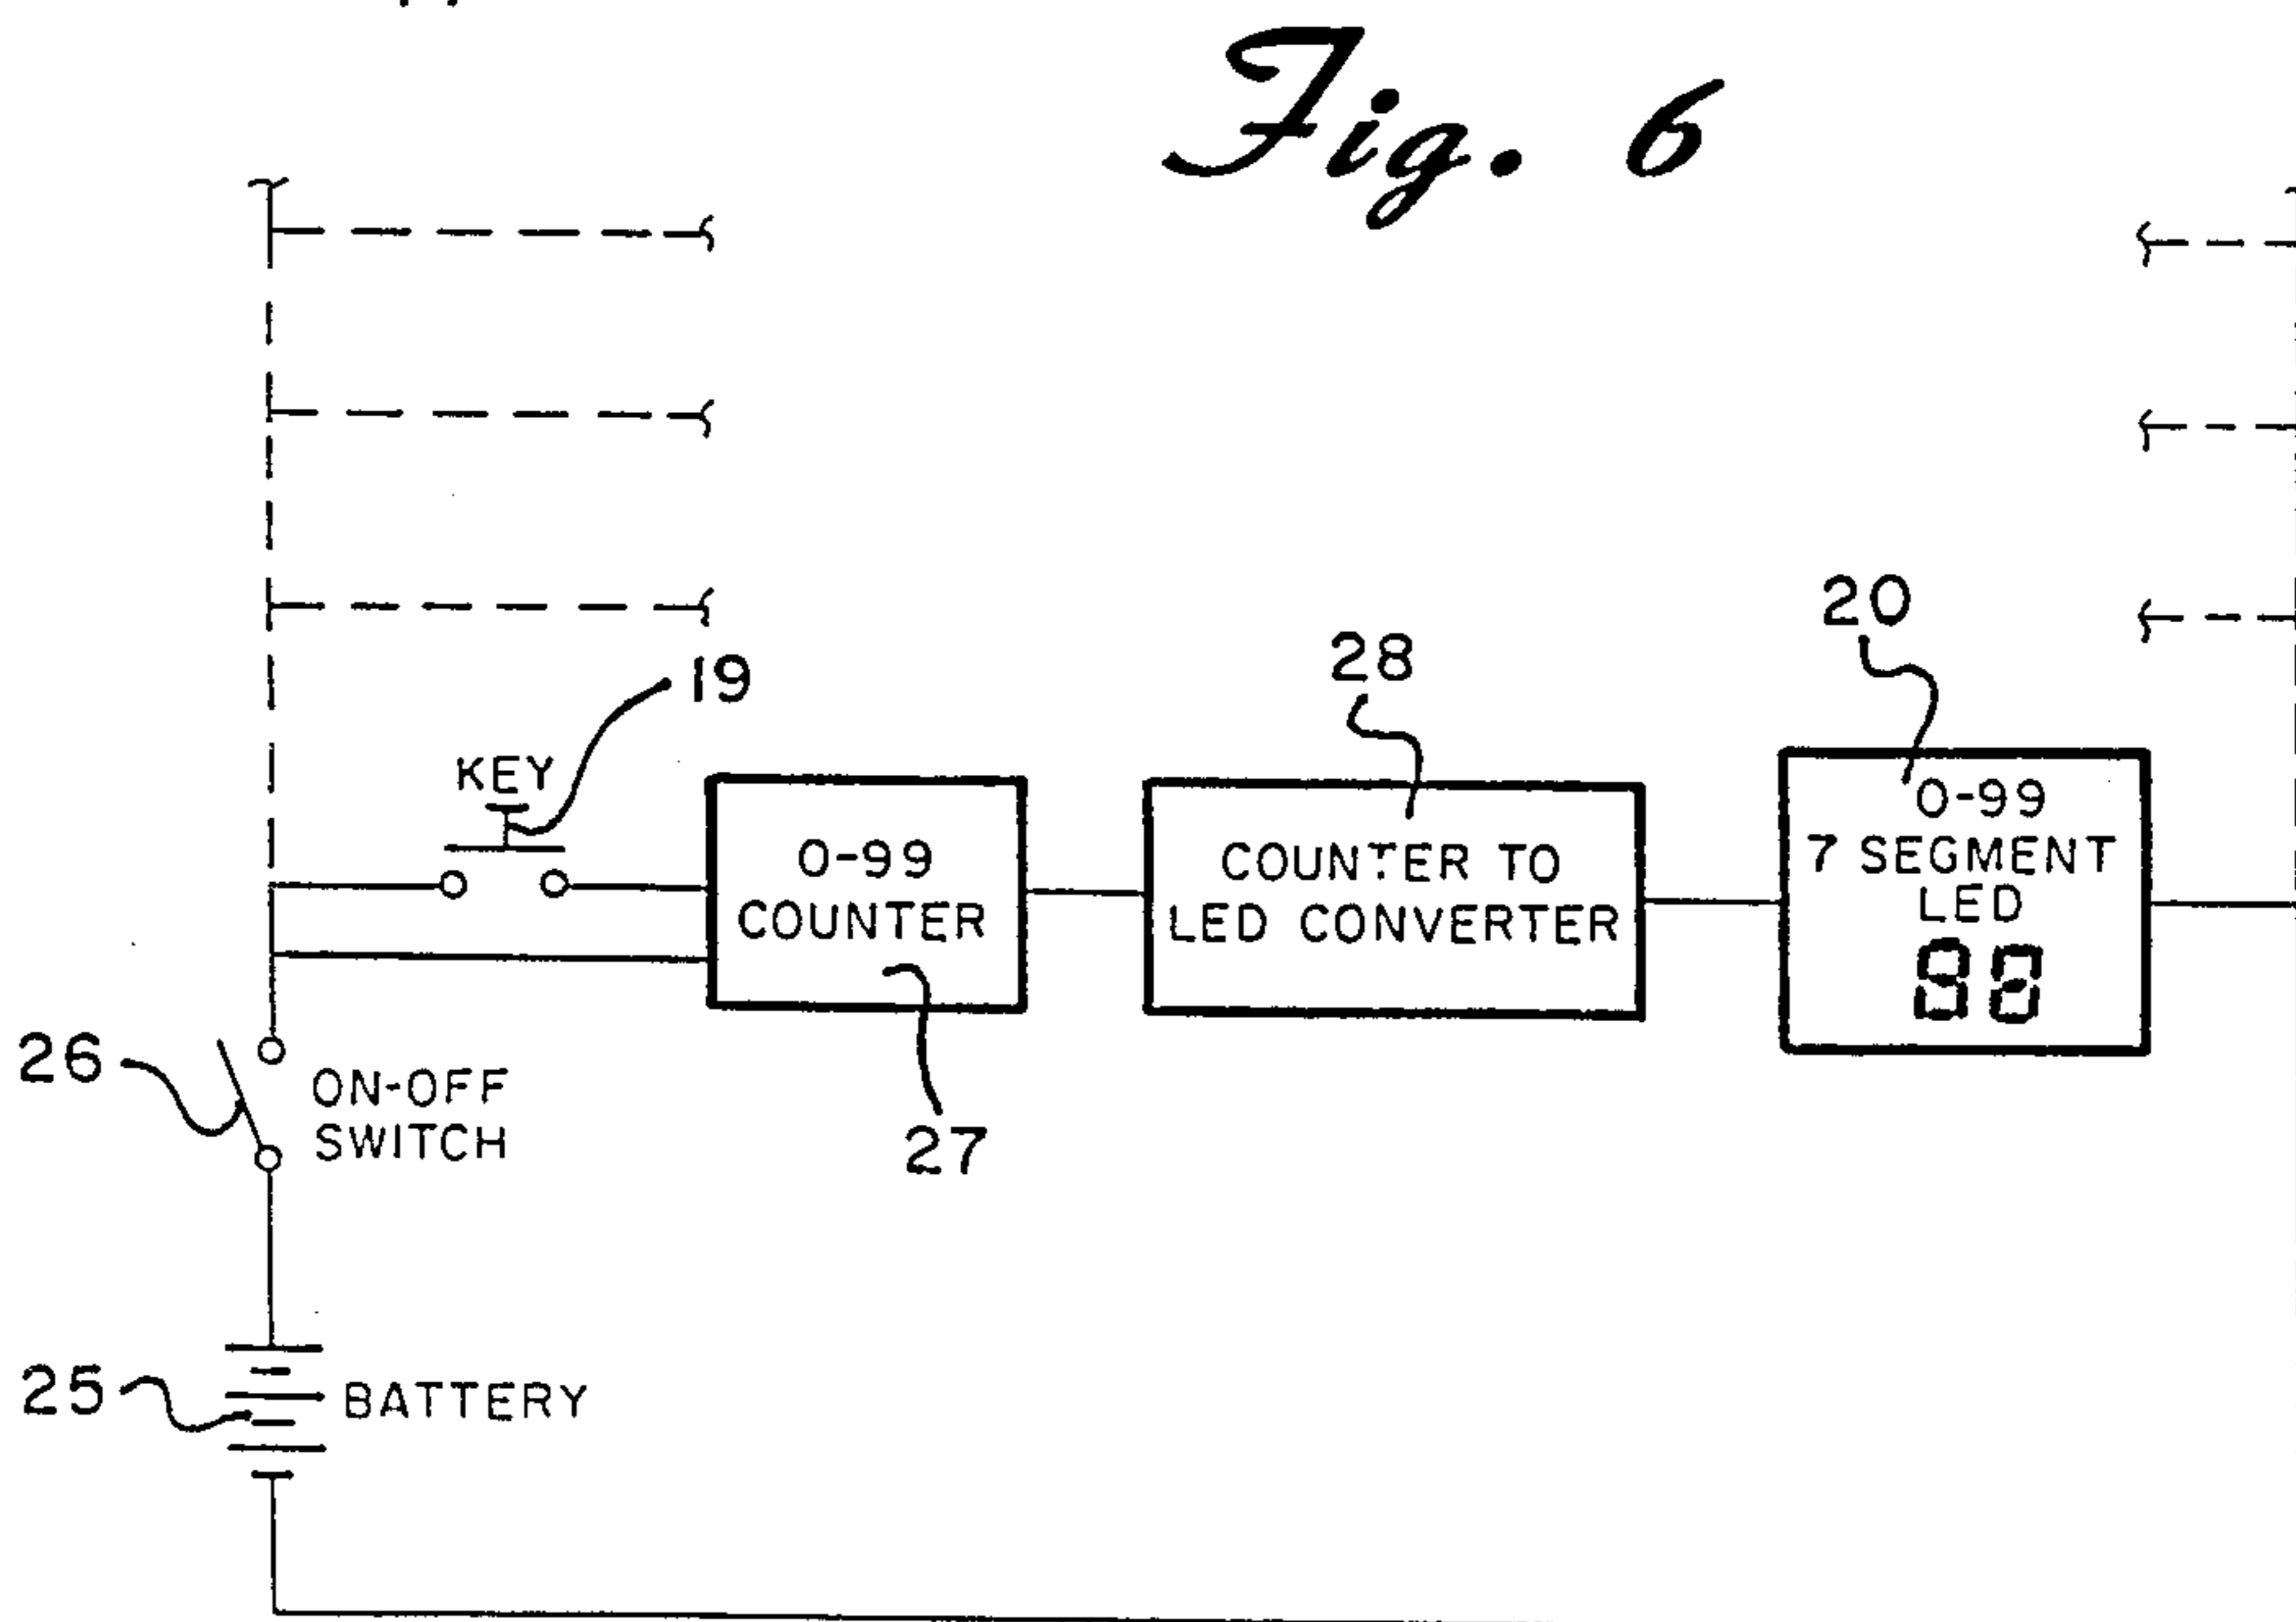 Fig. 6
20
28
19
KEY
0-99
7 SEGMENT
LED
88
0-99
COUNTER
COUNTER TO
LED CONVERTER
26
ON-OFF
SWITCH
27
25
BATTERY